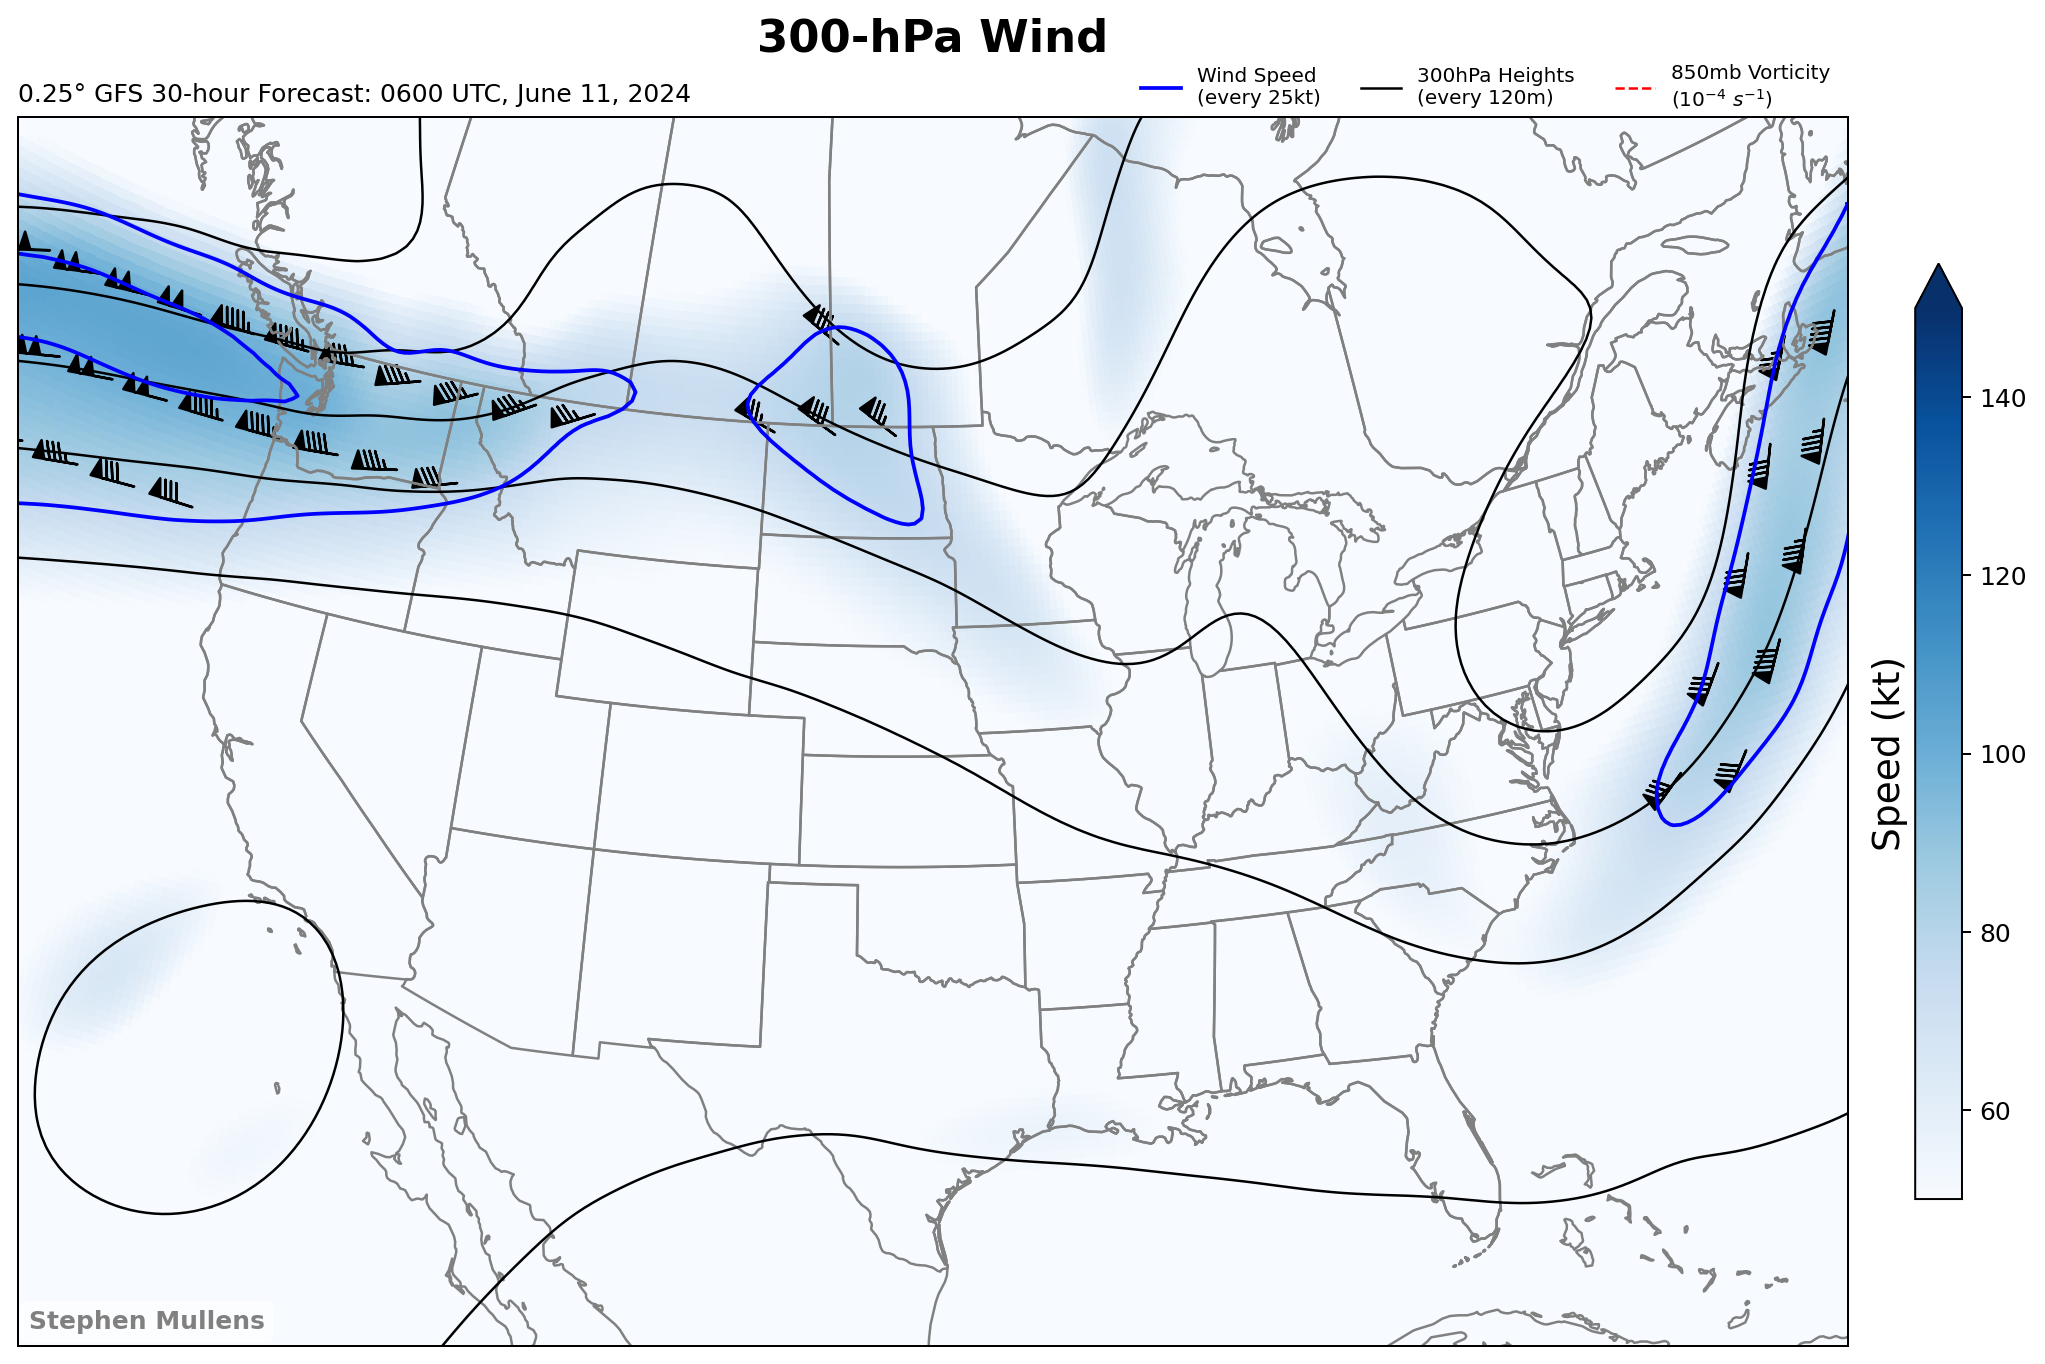 300-hPa Wind
0.25° GFS 30-hour Forecast: 0600 UTC, June 11, 2024
Wind Speed
(every 25kt)
300hPa Heights
(every 120m)
850mb Vorticity
(10⁻⁴ s⁻¹)
140
120
100
80
60
Speed (kt)
Stephen Mullens